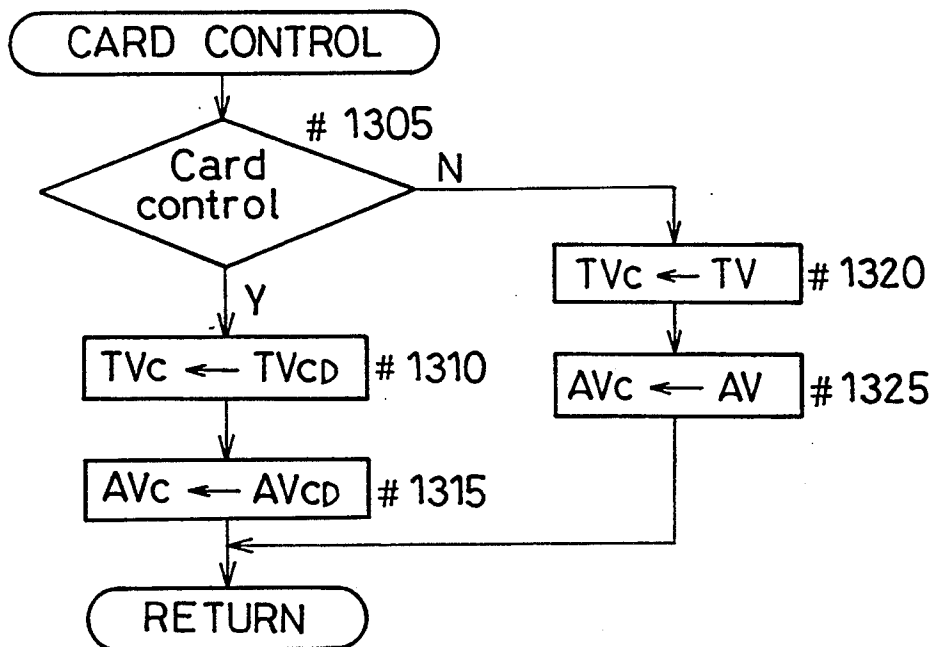 CARD CONTROL
# 1305
Card
control
N
Y
TVC ← TVCD
# 1310
AVC ← AVCD
# 1315
TVC ← TV
# 1320
AVC ← AV
# 1325
RETURN